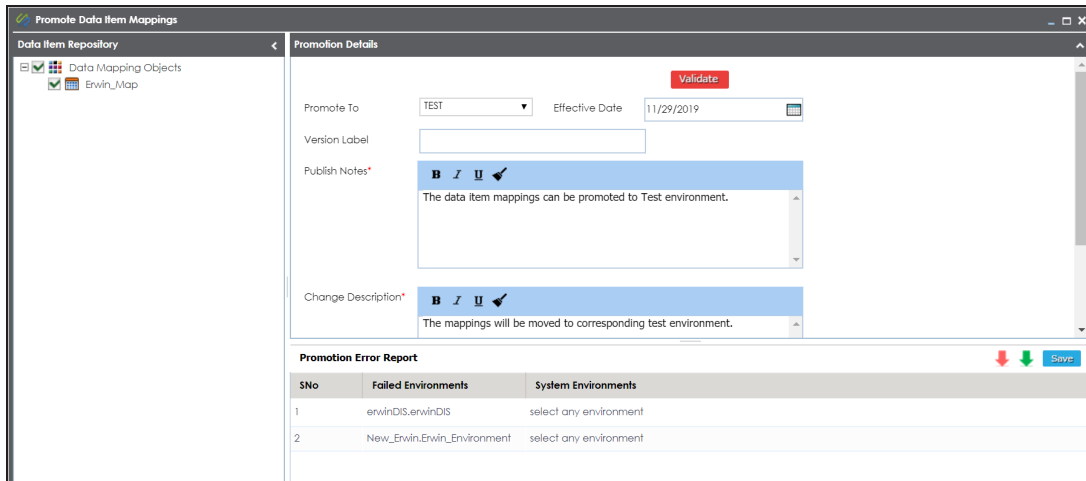 Promote Data Item Mappings
Data Item Repository
Data Mapping Objects
Erwin_Map
Promotion Details
Validate
Promote To
TEST
Effective Date
11/29/2019
Version Label
Publish Notes*
B I U
The data item mappings can be promoted to Test environment.
Change Description*
B I U
The mappings will be moved to corresponding test environment.
Promotion Error Report
Save
SNo Failed Environments System Environments
1 erwinDIS.erwinDIS select any environment
2 New_Erwin.Erwin_Environment select any environment